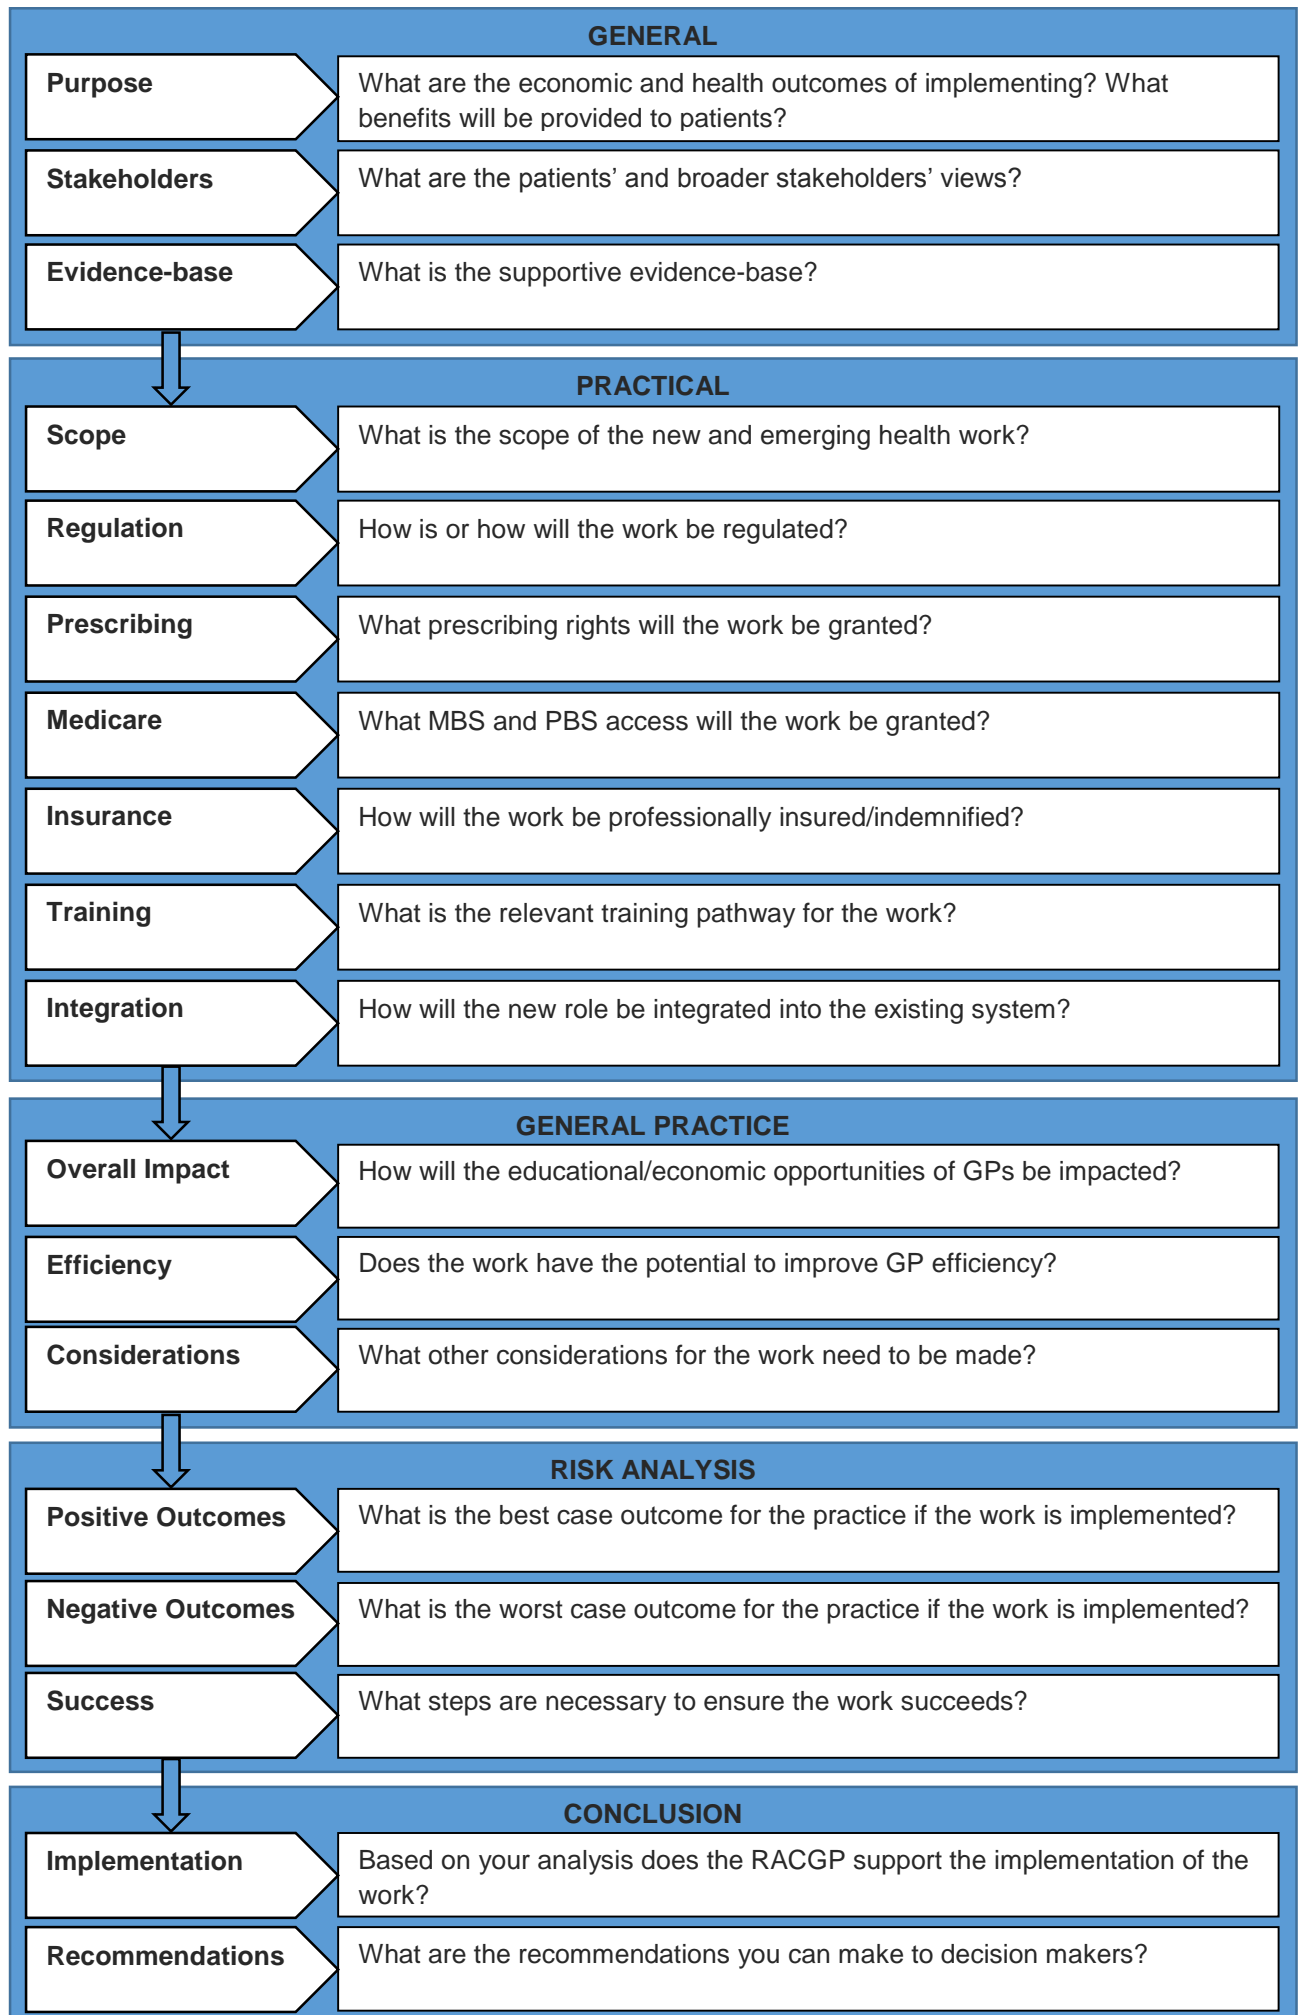 GENERAL
Purpose
What are the economic and health outcomes of implementing? What
benefits will be provided to patients?
Stakeholders
What are the patients’ and broader stakeholders’ views?
Evidence-base
What is the supportive evidence-base?
PRACTICAL
Scope
What is the scope of the new and emerging health work?
Regulation
How is or how will the work be regulated?
Prescribing
What prescribing rights will the work be granted?
Medicare
What MBS and PBS access will the work be granted?
Insurance
How will the work be professionally insured/indemnified?
Training
What is the relevant training pathway for the work?
Integration
How will the new role be integrated into the existing system?
GENERAL PRACTICE
Overall Impact
How will the educational/economic opportunities of GPs be impacted?
Efficiency
Does the work have the potential to improve GP efficiency?
Considerations
What other considerations for the work need to be made?
RISK ANALYSIS
Positive Outcomes
What is the best case outcome for the practice if the work is implemented?
Negative Outcomes
What is the worst case outcome for the practice if the work is implemented?
Success
What steps are necessary to ensure the work succeeds?
CONCLUSION
Implementation
Based on your analysis does the RACGP support the implementation of the
work?
Recommendations
What are the recommendations you can make to decision makers?